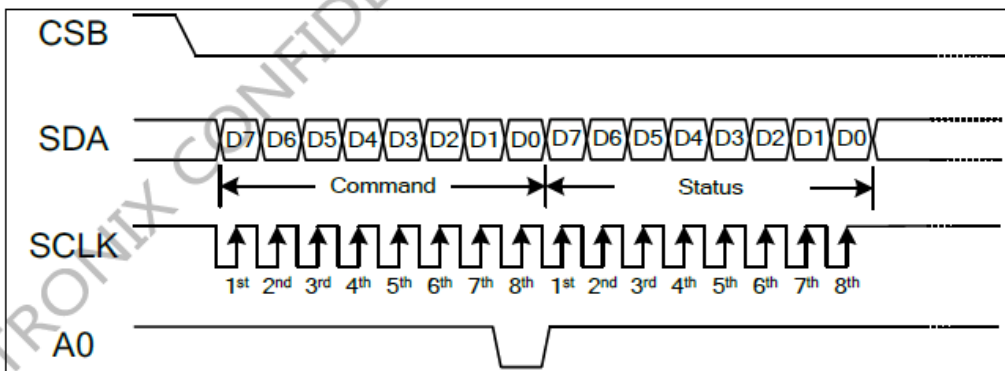 CSB
SDA D7 D6 D5 D4 D3 D2 D1 D0 D7 D6 D5 D4 D3 D2 D1 D0
Command Status
SCLK
1st 2nd 3rd 4th 5th 6th 7th 8th 1st 2nd 3rd 4th 5th 6th 7th 8th
A0
TRONIX CONFIDE